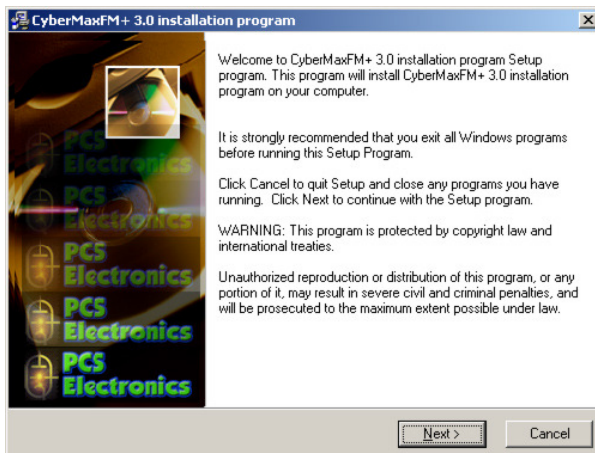 CyberMaxFM+ 3.0 installation program
Welcome to CyberMaxFM+ 3.0 installation program Setup
program. This program will install CyberMaxFM+ 3.0 installation
program on your computer.
It is strongly recommended that you exit all Windows programs
before running this Setup Program.
Click Cancel to quit Setup and close any programs you have
running. Click Next to continue with the Setup program.
WARNING: This program is protected by copyright law and
international treaties.
Unauthorized reproduction or distribution of this program, or any
portion of it, may result in severe civil and criminal penalties, and
will be prosecuted to the maximum extent possible under law.
PCS
Electronics
PCS
Electronics
PCS
Electronics
PCS
Electronics
PCS
Electronics
Next >
Cancel